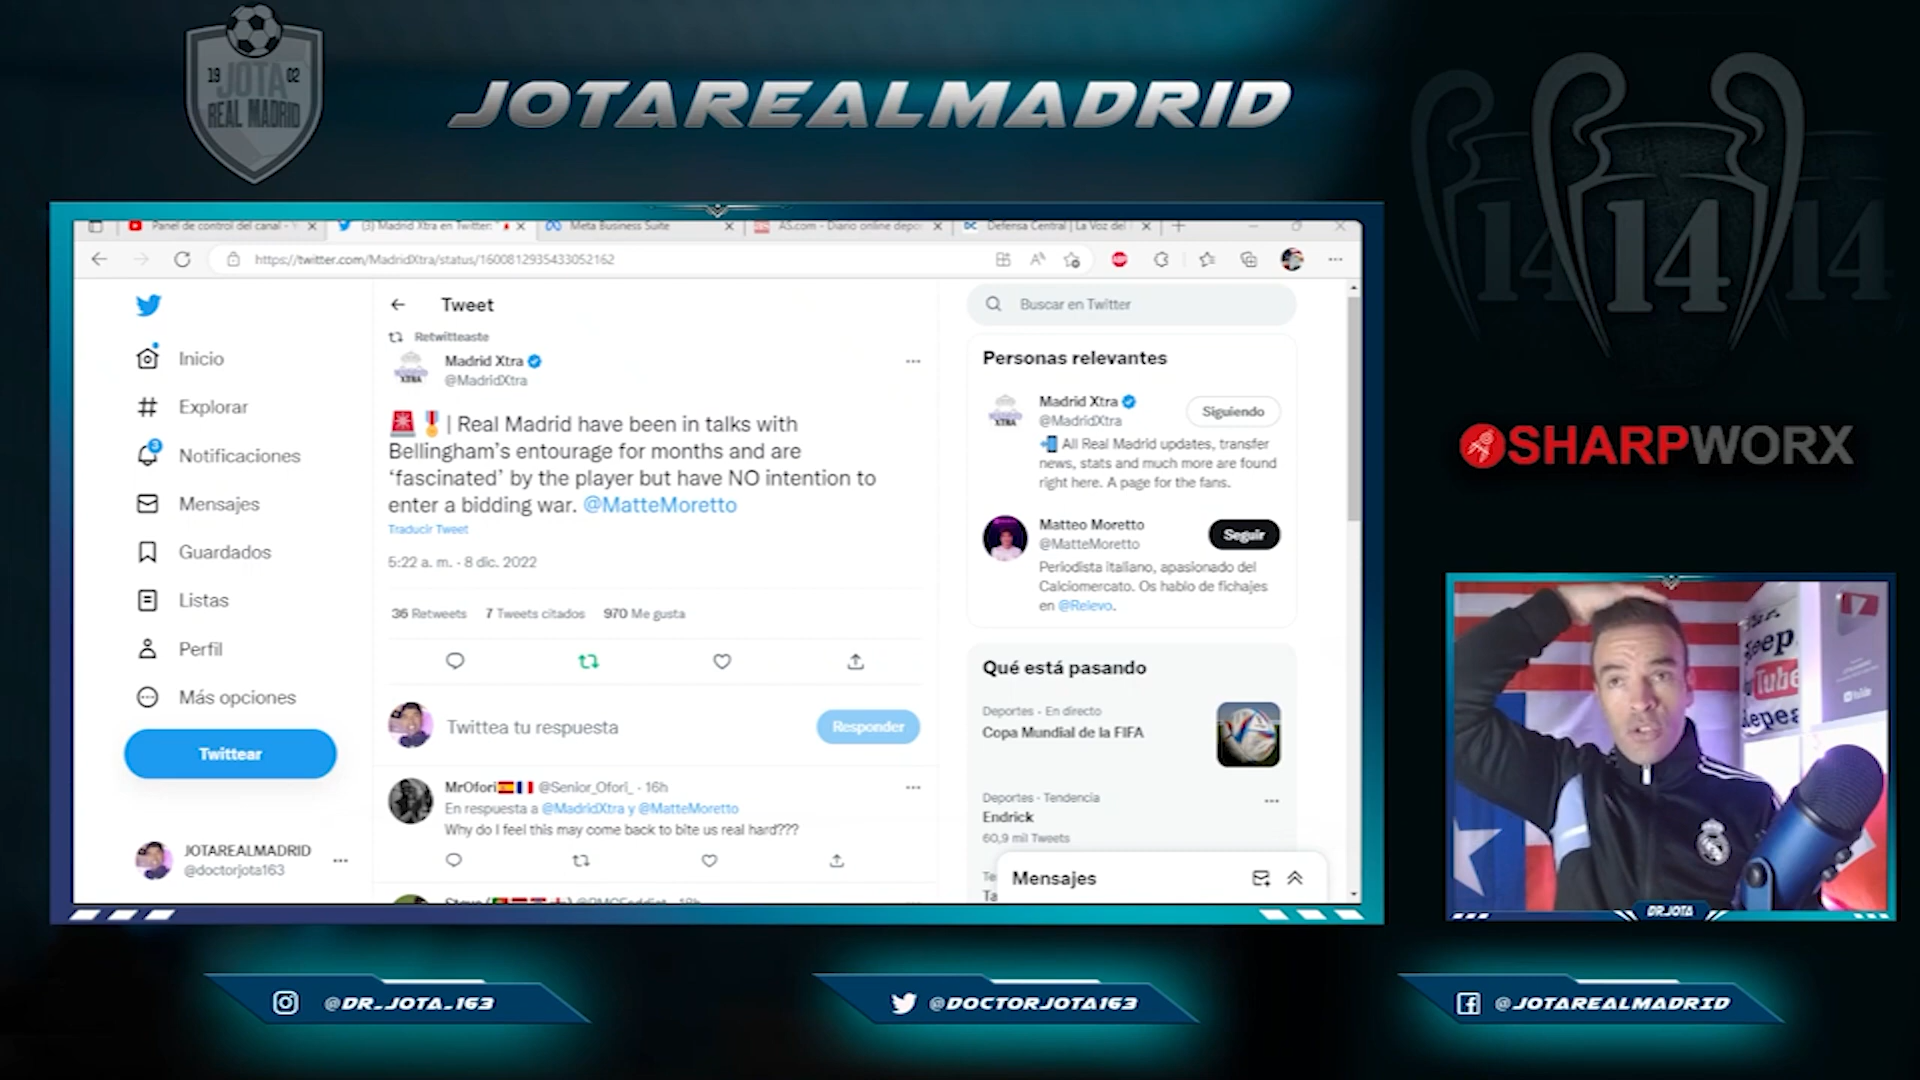 19 02
JOTA
REAL MADRID
JOTAREALMADRID
14 14 14
SHARPWORX
Panel de control del canal - Y
(3) Madrid Xtra en Twitter: "
Meta Business Suite
AS.com - Diario online depo
Defensa Central | La Voz del
https://twitter.com/MadridXtra/status/1600812935433052162
Inicio
Explorar
3
Notificaciones
Mensajes
Guardados
Listas
Perfil
Más opciones
Twittear
JOTAREALMADRID
@doctorjota163
Tweet
Retwitteaste
XTRA
Madrid Xtra
@MadridXtra
| Real Madrid have been in talks with
Bellingham's entourage for months and are
'fascinated' by the player but have NO intention to
enter a bidding war. @MatteMoretto
Traducir Tweet
5:22 a. m. · 8 dic. 2022
36 Retweets 7 Tweets citados 970 Me gusta
Twittea tu respuesta
Responder
MrOfori @Senior_Ofori_ · 16h
En respuesta a @MadridXtra y @MatteMoretto
Why do I feel this may come back to bite us real hard???
Buscar en Twitter
Personas relevantes
XTRA
Madrid Xtra
@MadridXtra
Siguiendo
All Real Madrid updates, transfer
news, stats and much more are found
right here. A page for the fans.
Matteo Moretto
@MatteMoretto
Seguir
Periodista italiano, apasionado del
Calciomercato. Os hablo de fichajes
en @Relevo.
Qué está pasando
Deportes · En directo
Copa Mundial de la FIFA
Deportes · Tendencia
Endrick
60,9 mil Tweets
Te
Ta
Mensajes
Keep
YouTube
DR.JOTA
@DR_JOTA_163
@DOCTORJOTA163
@JOTAREALMADRID